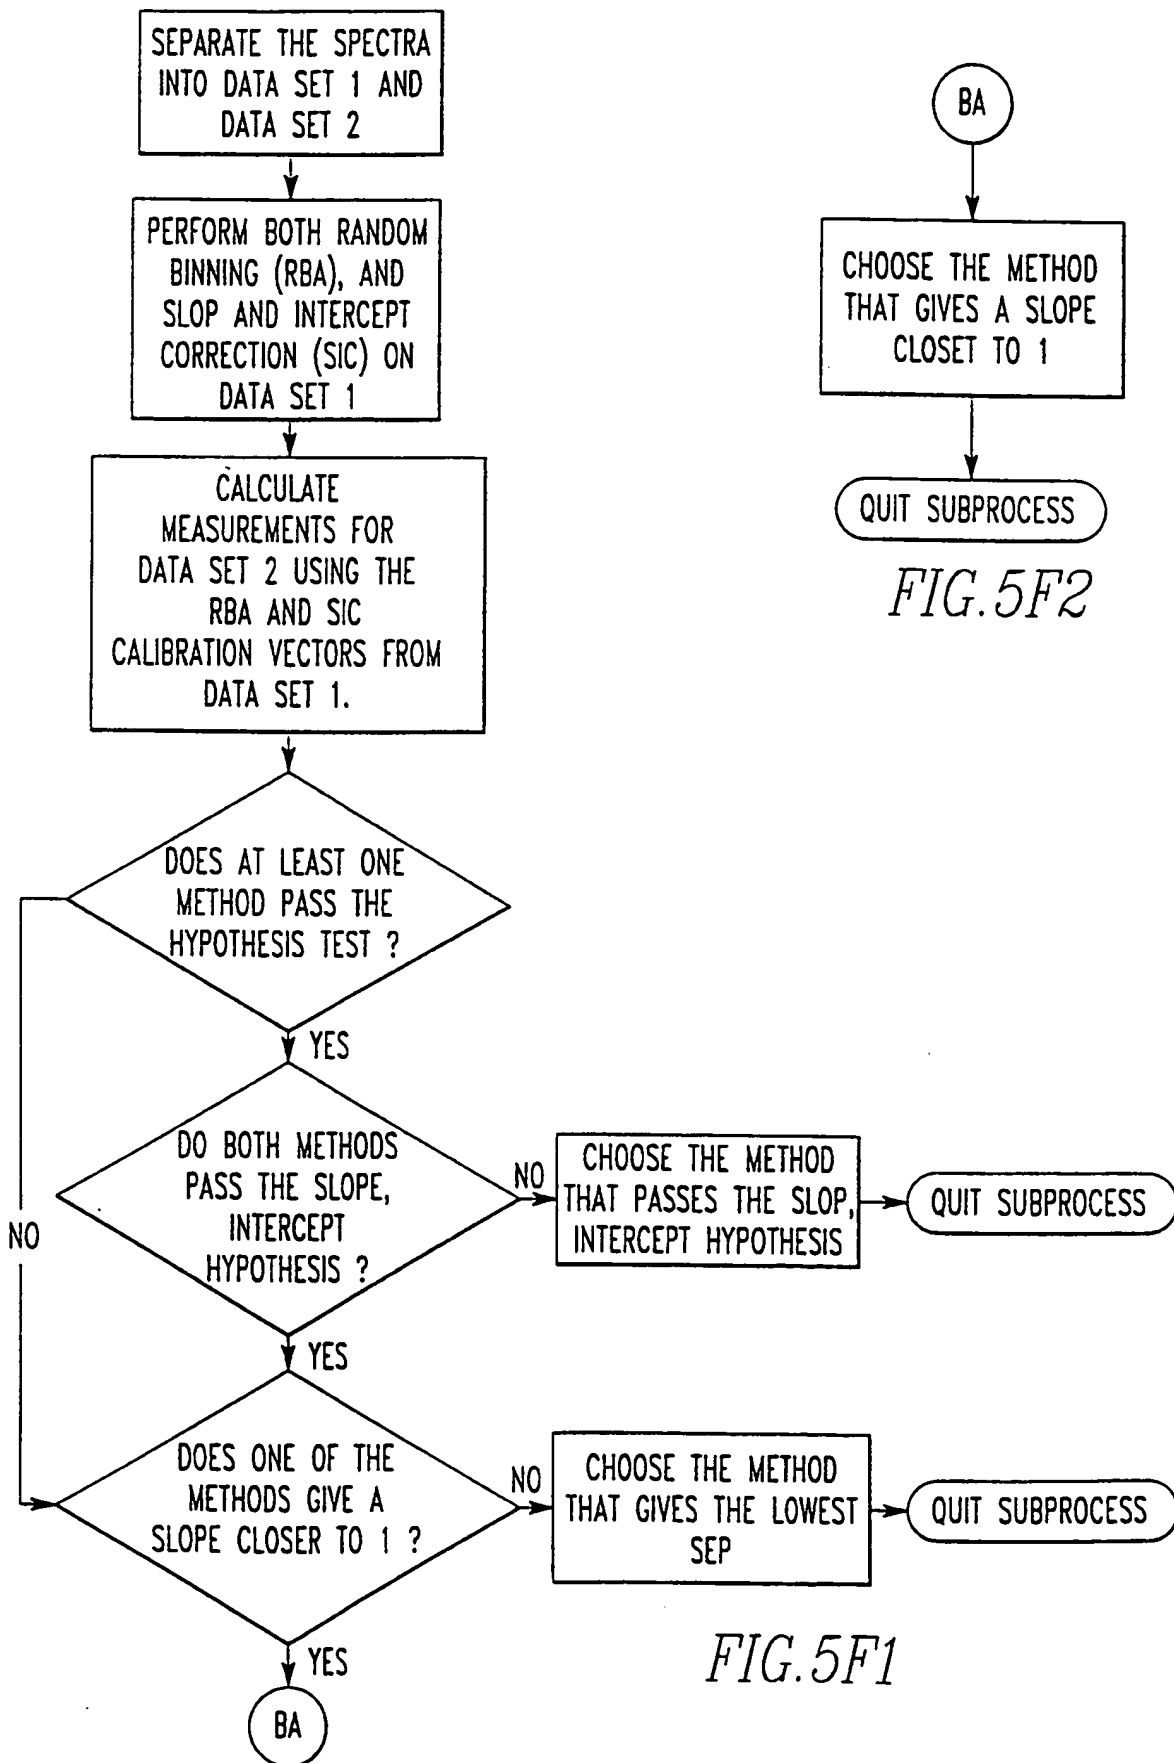 SEPARATE THE SPECTRA
INTO DATA SET 1 AND
DATA SET 2
PERFORM BOTH RANDOM
BINNING (RBA), AND
SLOP AND INTERCEPT
CORRECTION (SIC) ON
DATA SET 1
CALCULATE
MEASUREMENTS FOR
DATA SET 2 USING THE
RBA AND SIC
CALIBRATION VECTORS FROM
DATA SET 1.
DOES AT LEAST ONE
METHOD PASS THE
HYPOTHESIS TEST ?
YES
NO
DO BOTH METHODS
PASS THE SLOPE,
INTERCEPT
HYPOTHESIS ?
NO
CHOOSE THE METHOD
THAT PASSES THE SLOP,
INTERCEPT HYPOTHESIS
QUIT SUBPROCESS
YES
DOES ONE OF THE
METHODS GIVE A
SLOPE CLOSER TO 1 ?
NO
CHOOSE THE METHOD
THAT GIVES THE LOWEST
SEP
QUIT SUBPROCESS
YES
BA
FIG.5F1
BA
CHOOSE THE METHOD
THAT GIVES A SLOPE
CLOSET TO 1
QUIT SUBPROCESS
FIG.5F2